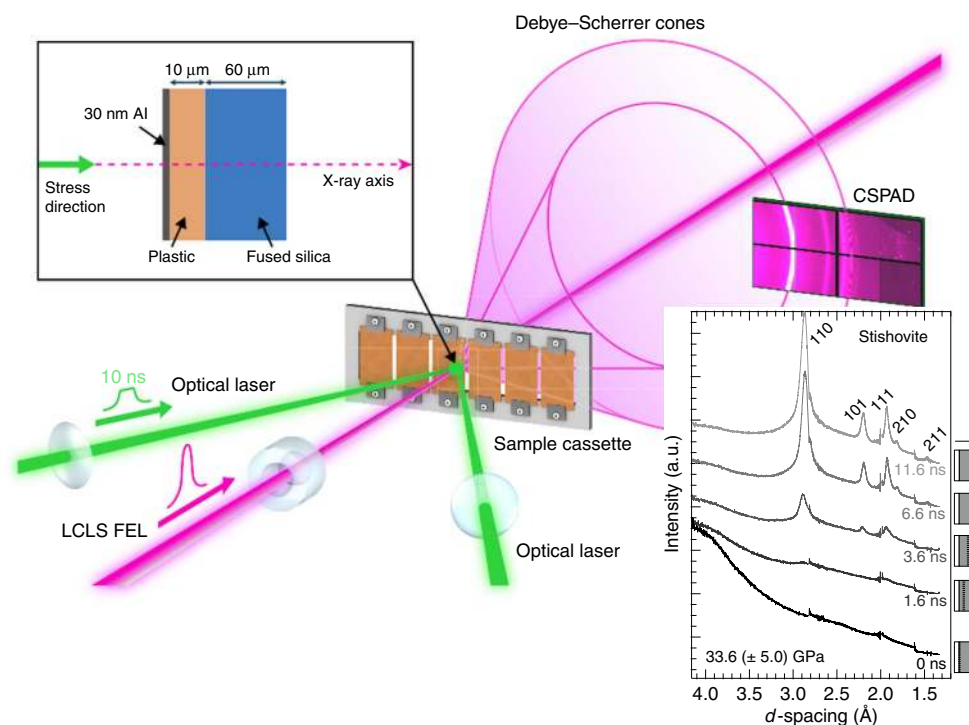 Debye–Scherrer cones
10 μm
60 μm
30 nm Al
Stress
direction
X-ray axis
Plastic
Fused silica
CSPAD
10 ns
Optical laser
Sample cassette
LCLS FEL
Optical laser
Stishovite
110
101
111
210
211
11.6 ns
6.6 ns
3.6 ns
1.6 ns
0 ns
33.6 (± 5.0) GPa
Intensity (a.u.)
4.0 3.5 3.0 2.5 2.0 1.5
d-spacing (Å)